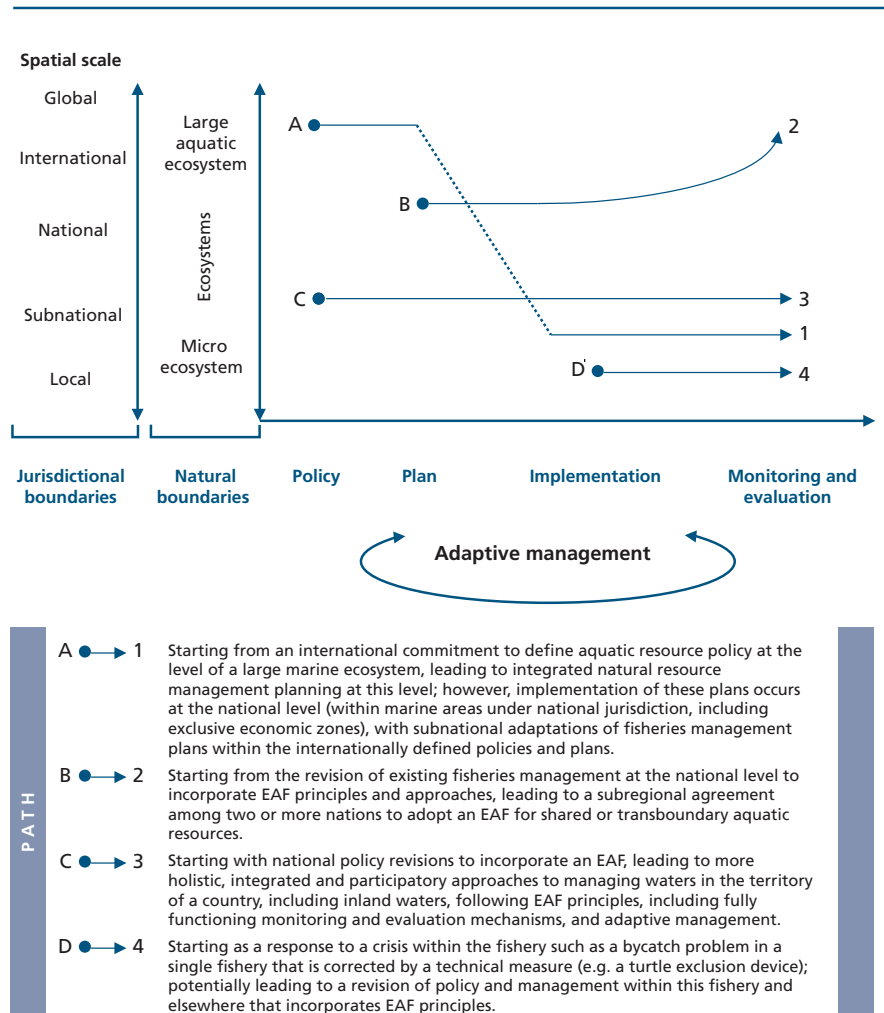 Spatial scale
Global
International
National
Subnational
Local
Large
aquatic
ecosystem
Ecosystems
Micro
ecosystem
A
B
C
D'
2
3
1
4
Jurisdictional
boundaries
Natural
boundaries
Policy
Plan
Implementation
Monitoring and
evaluation
Adaptive management
PATH
A 1 Starting from an international commitment to define aquatic resource policy at the
level of a large marine ecosystem, leading to integrated natural resource
management planning at this level; however, implementation of these plans occurs
at the national level (within marine areas under national jurisdiction, including
exclusive economic zones), with subnational adaptations of fisheries management
plans within the internationally defined policies and plans.
B 2 Starting from the revision of existing fisheries management at the national level to
incorporate EAF principles and approaches, leading to a subregional agreement
among two or more nations to adopt an EAF for shared or transboundary aquatic
resources.
C 3 Starting with national policy revisions to incorporate an EAF, leading to more
holistic, integrated and participatory approaches to managing waters in the territory
of a country, including inland waters, following EAF principles, including fully
functioning monitoring and evaluation mechanisms, and adaptive management.
D 4 Starting as a response to a crisis within the fishery such as a bycatch problem in a
single fishery that is corrected by a technical measure (e.g. a turtle exclusion device);
potentially leading to a revision of policy and management within this fishery and
elsewhere that incorporates EAF principles.